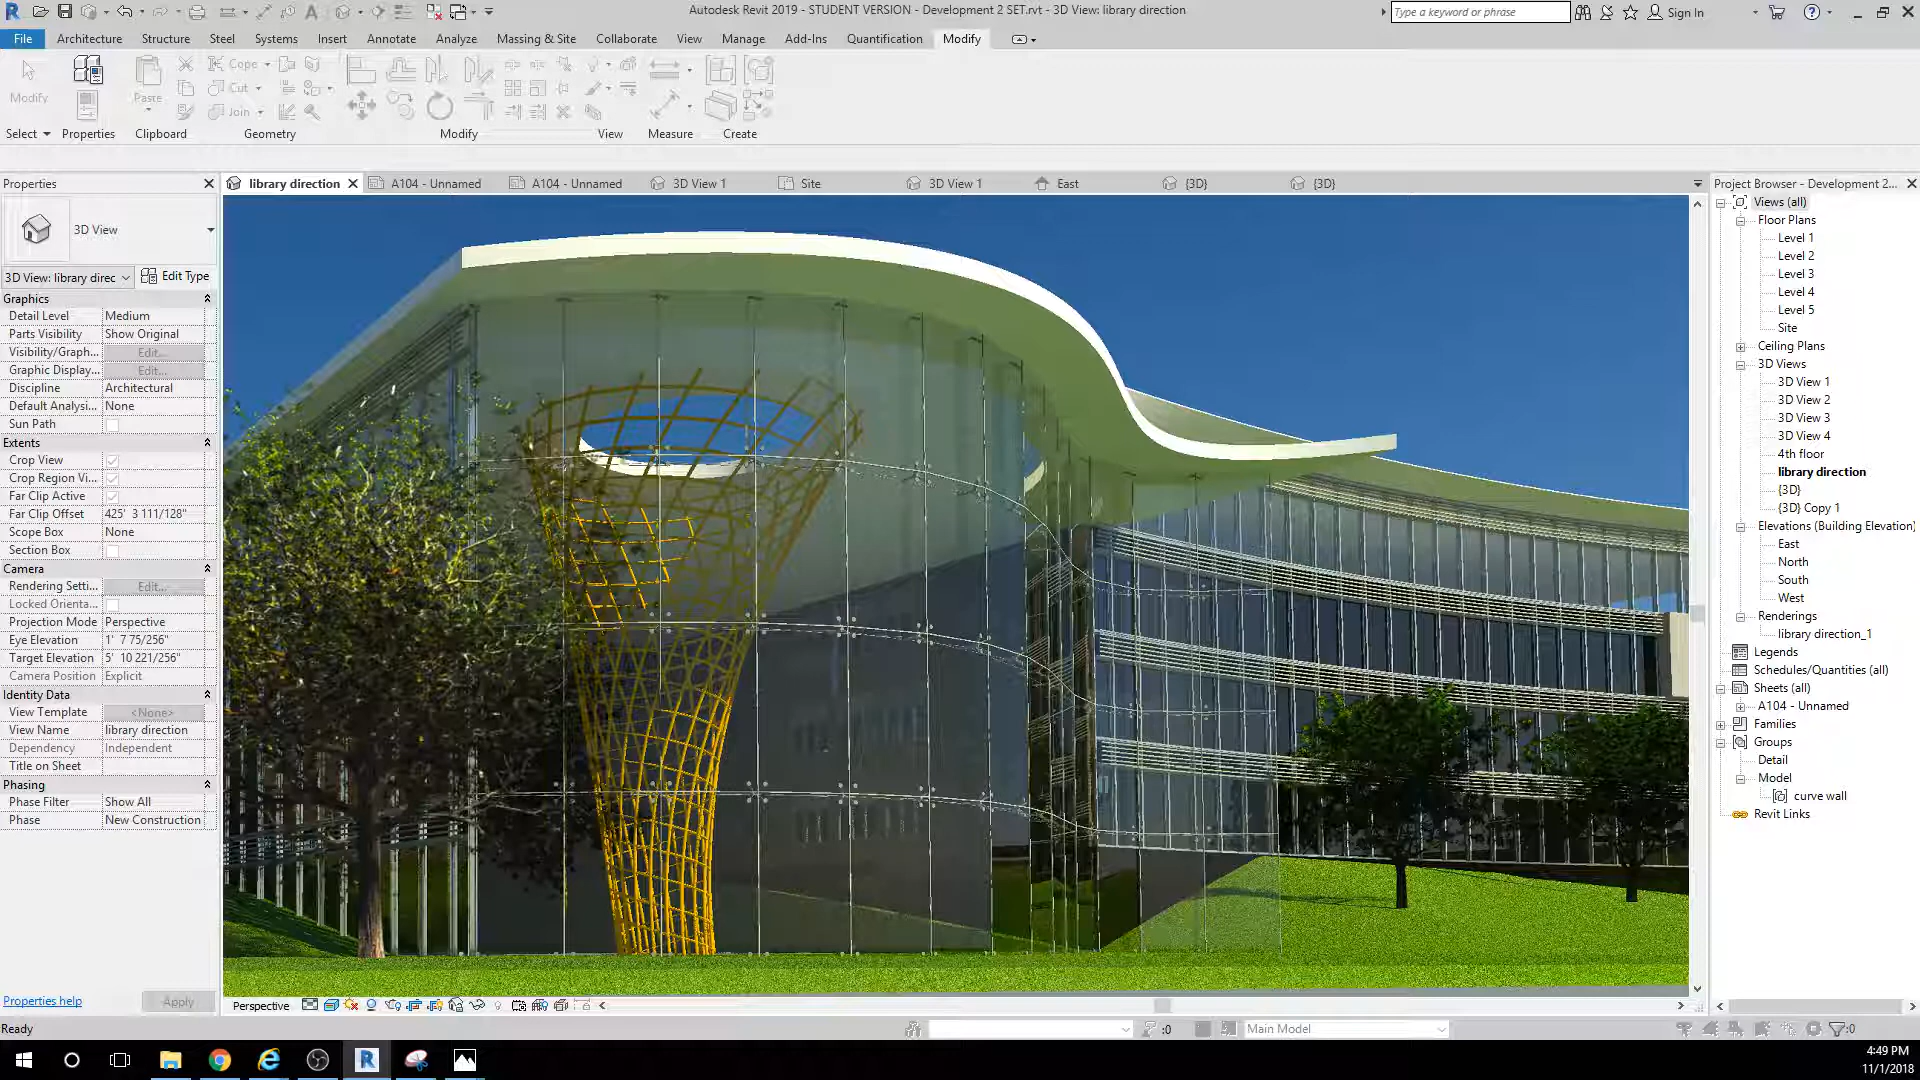 Autodesk Revit 2019 - STUDENT VERSION - Development 2 SET.rvt - 3D View: library direction
Type a keyword or phrase
Sign In
File Architecture Structure Steel Systems Insert Annotate Analyze Massing & Site Collaborate View Manage Add-Ins Quantification Modify
Modify
Paste
Cope
Cut
Join
Select Properties Clipboard Geometry Modify View Measure Create
Properties
library direction A104 - Unnamed A104 - Unnamed 3D View 1 Site 3D View 1 East {3D} {3D}
3D View
3D View: library direc Edit Type
Graphics
Detail Level Medium
Parts Visibility Show Original
Visibility/Graph... Edit...
Graphic Display... Edit...
Discipline Architectural
Default Analysi... None
Sun Path
Extents
Crop View
Crop Region Vi...
Far Clip Active
Far Clip Offset 425' 3 111/128"
Scope Box None
Section Box
Camera
Rendering Setti... Edit...
Locked Orienta...
Projection Mode Perspective
Eye Elevation 1' 7 75/256"
Target Elevation 5' 10 221/256"
Camera Position Explicit
Identity Data
View Template <None>
View Name library direction
Dependency Independent
Title on Sheet
Phasing
Phase Filter Show All
Phase New Construction
Properties help Apply
Project Browser - Development 2...
Views (all)
Floor Plans
Level 1
Level 2
Level 3
Level 4
Level 5
Site
Ceiling Plans
3D Views
3D View 1
3D View 2
3D View 3
3D View 4
4th floor
library direction
{3D}
{3D} Copy 1
Elevations (Building Elevation)
East
North
South
West
Renderings
library direction_1
Legends
Schedules/Quantities (all)
Sheets (all)
A104 - Unnamed
Families
Groups
Detail
Model
curve wall
Revit Links
Perspective
Ready
:0
Main Model
:0
4:49 PM
11/1/2018